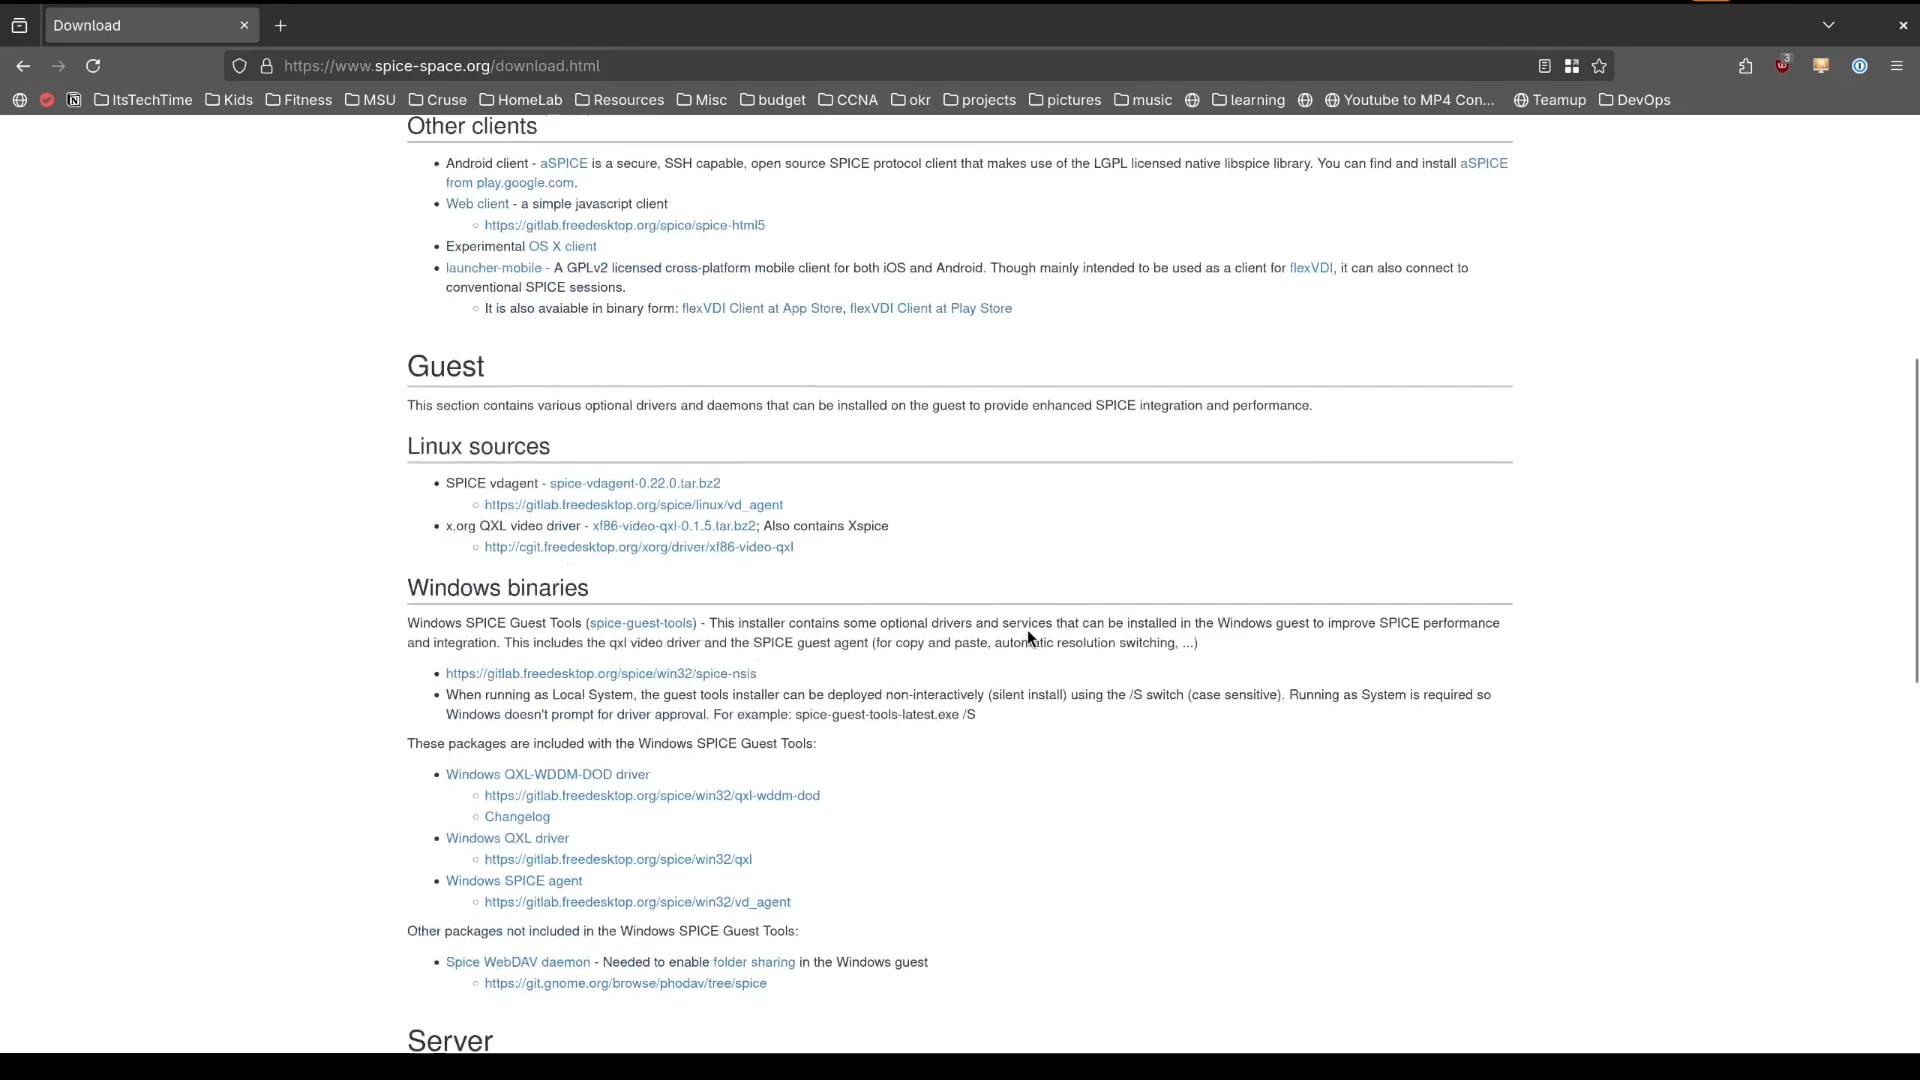 Download
https://www.spice-space.org/download.html
3
ItsTechTime Kids Fitness MSU Cruse HomeLab Resources Misc budget CCNA okr projects pictures music learning Youtube to MP4 Con... Teamup DevOps
Other clients
• Android client - aSPICE is a secure, SSH capable, open source SPICE protocol client that makes use of the LGPL licensed native libspice library. You can find and install aSPICE
from play.google.com.
• Web client - a simple javascript client
○ https://gitlab.freedesktop.org/spice/spice-html5
• Experimental OS X client
• launcher-mobile - A GPLv2 licensed cross-platform mobile client for both iOS and Android. Though mainly intended to be used as a client for flexVDI, it can also connect to
conventional SPICE sessions.
○ It is also avaiable in binary form: flexVDI Client at App Store, flexVDI Client at Play Store
Guest
This section contains various optional drivers and daemons that can be installed on the guest to provide enhanced SPICE integration and performance.
Linux sources
• SPICE vdagent - spice-vdagent-0.22.0.tar.bz2
○ https://gitlab.freedesktop.org/spice/linux/vd_agent
• x.org QXL video driver - xf86-video-qxl-0.1.5.tar.bz2; Also contains Xspice
○ http://cgit.freedesktop.org/xorg/driver/xf86-video-qxl
Windows binaries
Windows SPICE Guest Tools (spice-guest-tools) - This installer contains some optional drivers and services that can be installed in the Windows guest to improve SPICE performance
and integration. This includes the qxl video driver and the SPICE guest agent (for copy and paste, automatic resolution switching, ...)
• https://gitlab.freedesktop.org/spice/win32/spice-nsis
• When running as Local System, the guest tools installer can be deployed non-interactively (silent install) using the /S switch (case sensitive). Running as System is required so
Windows doesn't prompt for driver approval. For example: spice-guest-tools-latest.exe /S
These packages are included with the Windows SPICE Guest Tools:
• Windows QXL-WDDM-DOD driver
○ https://gitlab.freedesktop.org/spice/win32/qxl-wddm-dod
○ Changelog
• Windows QXL driver
○ https://gitlab.freedesktop.org/spice/win32/qxl
• Windows SPICE agent
○ https://gitlab.freedesktop.org/spice/win32/vd_agent
Other packages not included in the Windows SPICE Guest Tools:
• Spice WebDAV daemon - Needed to enable folder sharing in the Windows guest
○ https://git.gnome.org/browse/phodav/tree/spice
Server